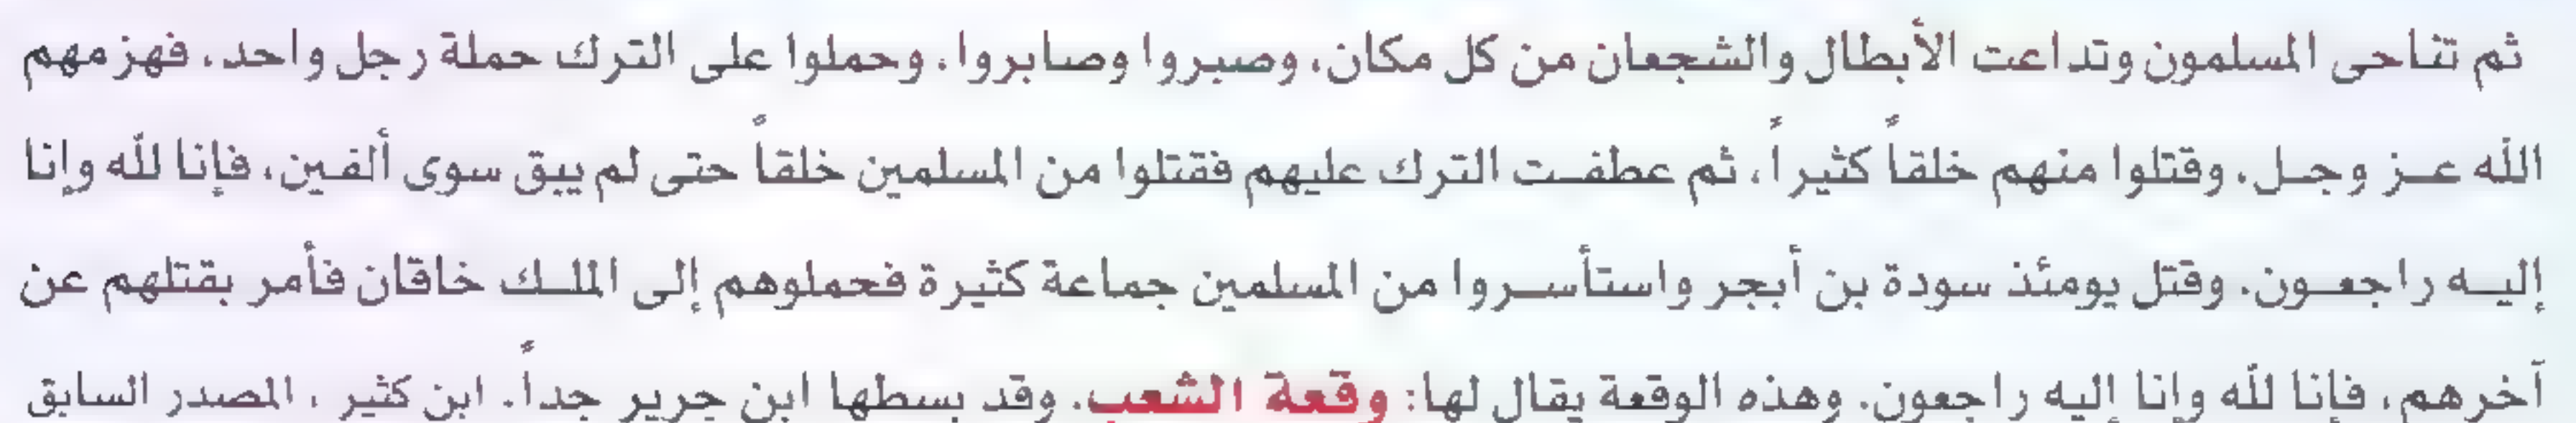 ثم تناحى المسلمون وتداعت الأبطال والشجعان من كل مكان، وصبروا وصابروا، وحملوا على الترك حملة رجل واحد، فهزمهم
الله عز وجل، وقتلوا منهم خلقاً كثيراً، ثم عطفت الترك عليهم فقتلوا من المسلمين خلقاً حتى لم يبق سوى ألفين، فإنا لله وإنا
إليه راجعون. وقتل يومئذ سودة بن أبجر واستأسروا من المسلمين جماعة كثيرة فحملوهم إلى الملك خاقان فأمر بقتلهم عن
آخرهم، فإنا لله وإنا إليه راجعون. وهذه الوقعة يقال لها: وقعة الشعب. وقد بسطها ابن جرير جداً. ابن كثير ، المصدر السابق